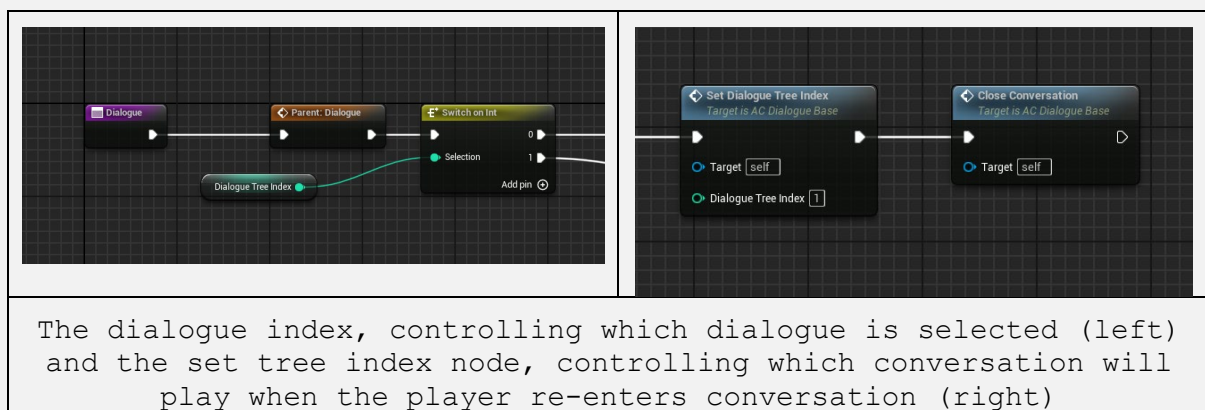 Dialogue
Parent: Dialogue
Switch on Int
0
Selection
1
Add pin
Dialogue Tree Index
Set Dialogue Tree Index
Target is AC Dialogue Base
Target self
Dialogue Tree Index 1
Close Conversation
Target is AC Dialogue Base
Target self
The dialogue index, controlling which dialogue is selected (left)
and the set tree index node, controlling which conversation will
play when the player re-enters conversation (right)